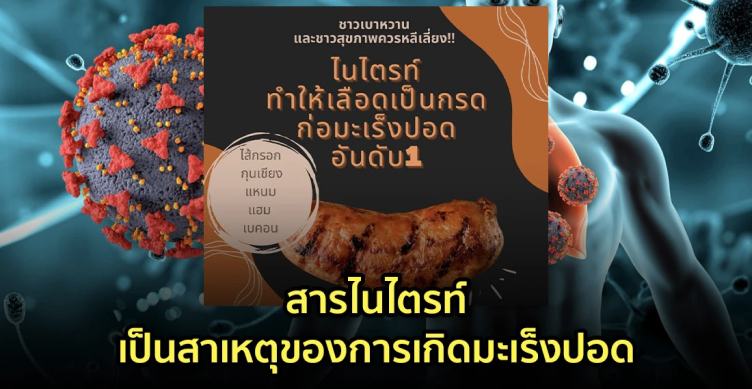 ชาวเบาหวาน
และชาวสุขภาพควรหลีเลี่ยง!!
ไนไตรท์
ทำให้เลือดเป็นกรด
ก่อมะเร็งปอด
อันดับ1
ไส้กรอก
กุนเชียง
แหนบ
แฮม
เบคอน
สารไนไตรท์
เป็นสาเหตุของการเกิดมะเร็งปอด